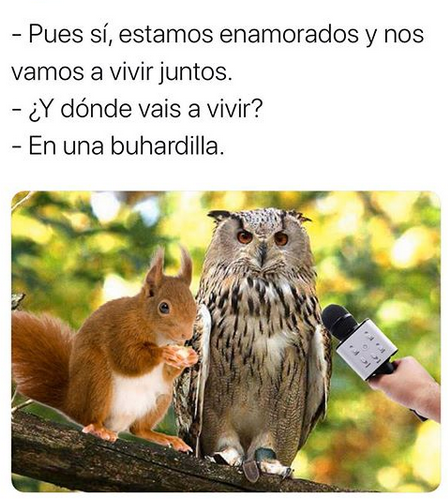 - Pues sí, estamos enamorados y nos
vamos a vivir juntos.
- ¿Y dónde vais a vivir?
- En una buhardilla.